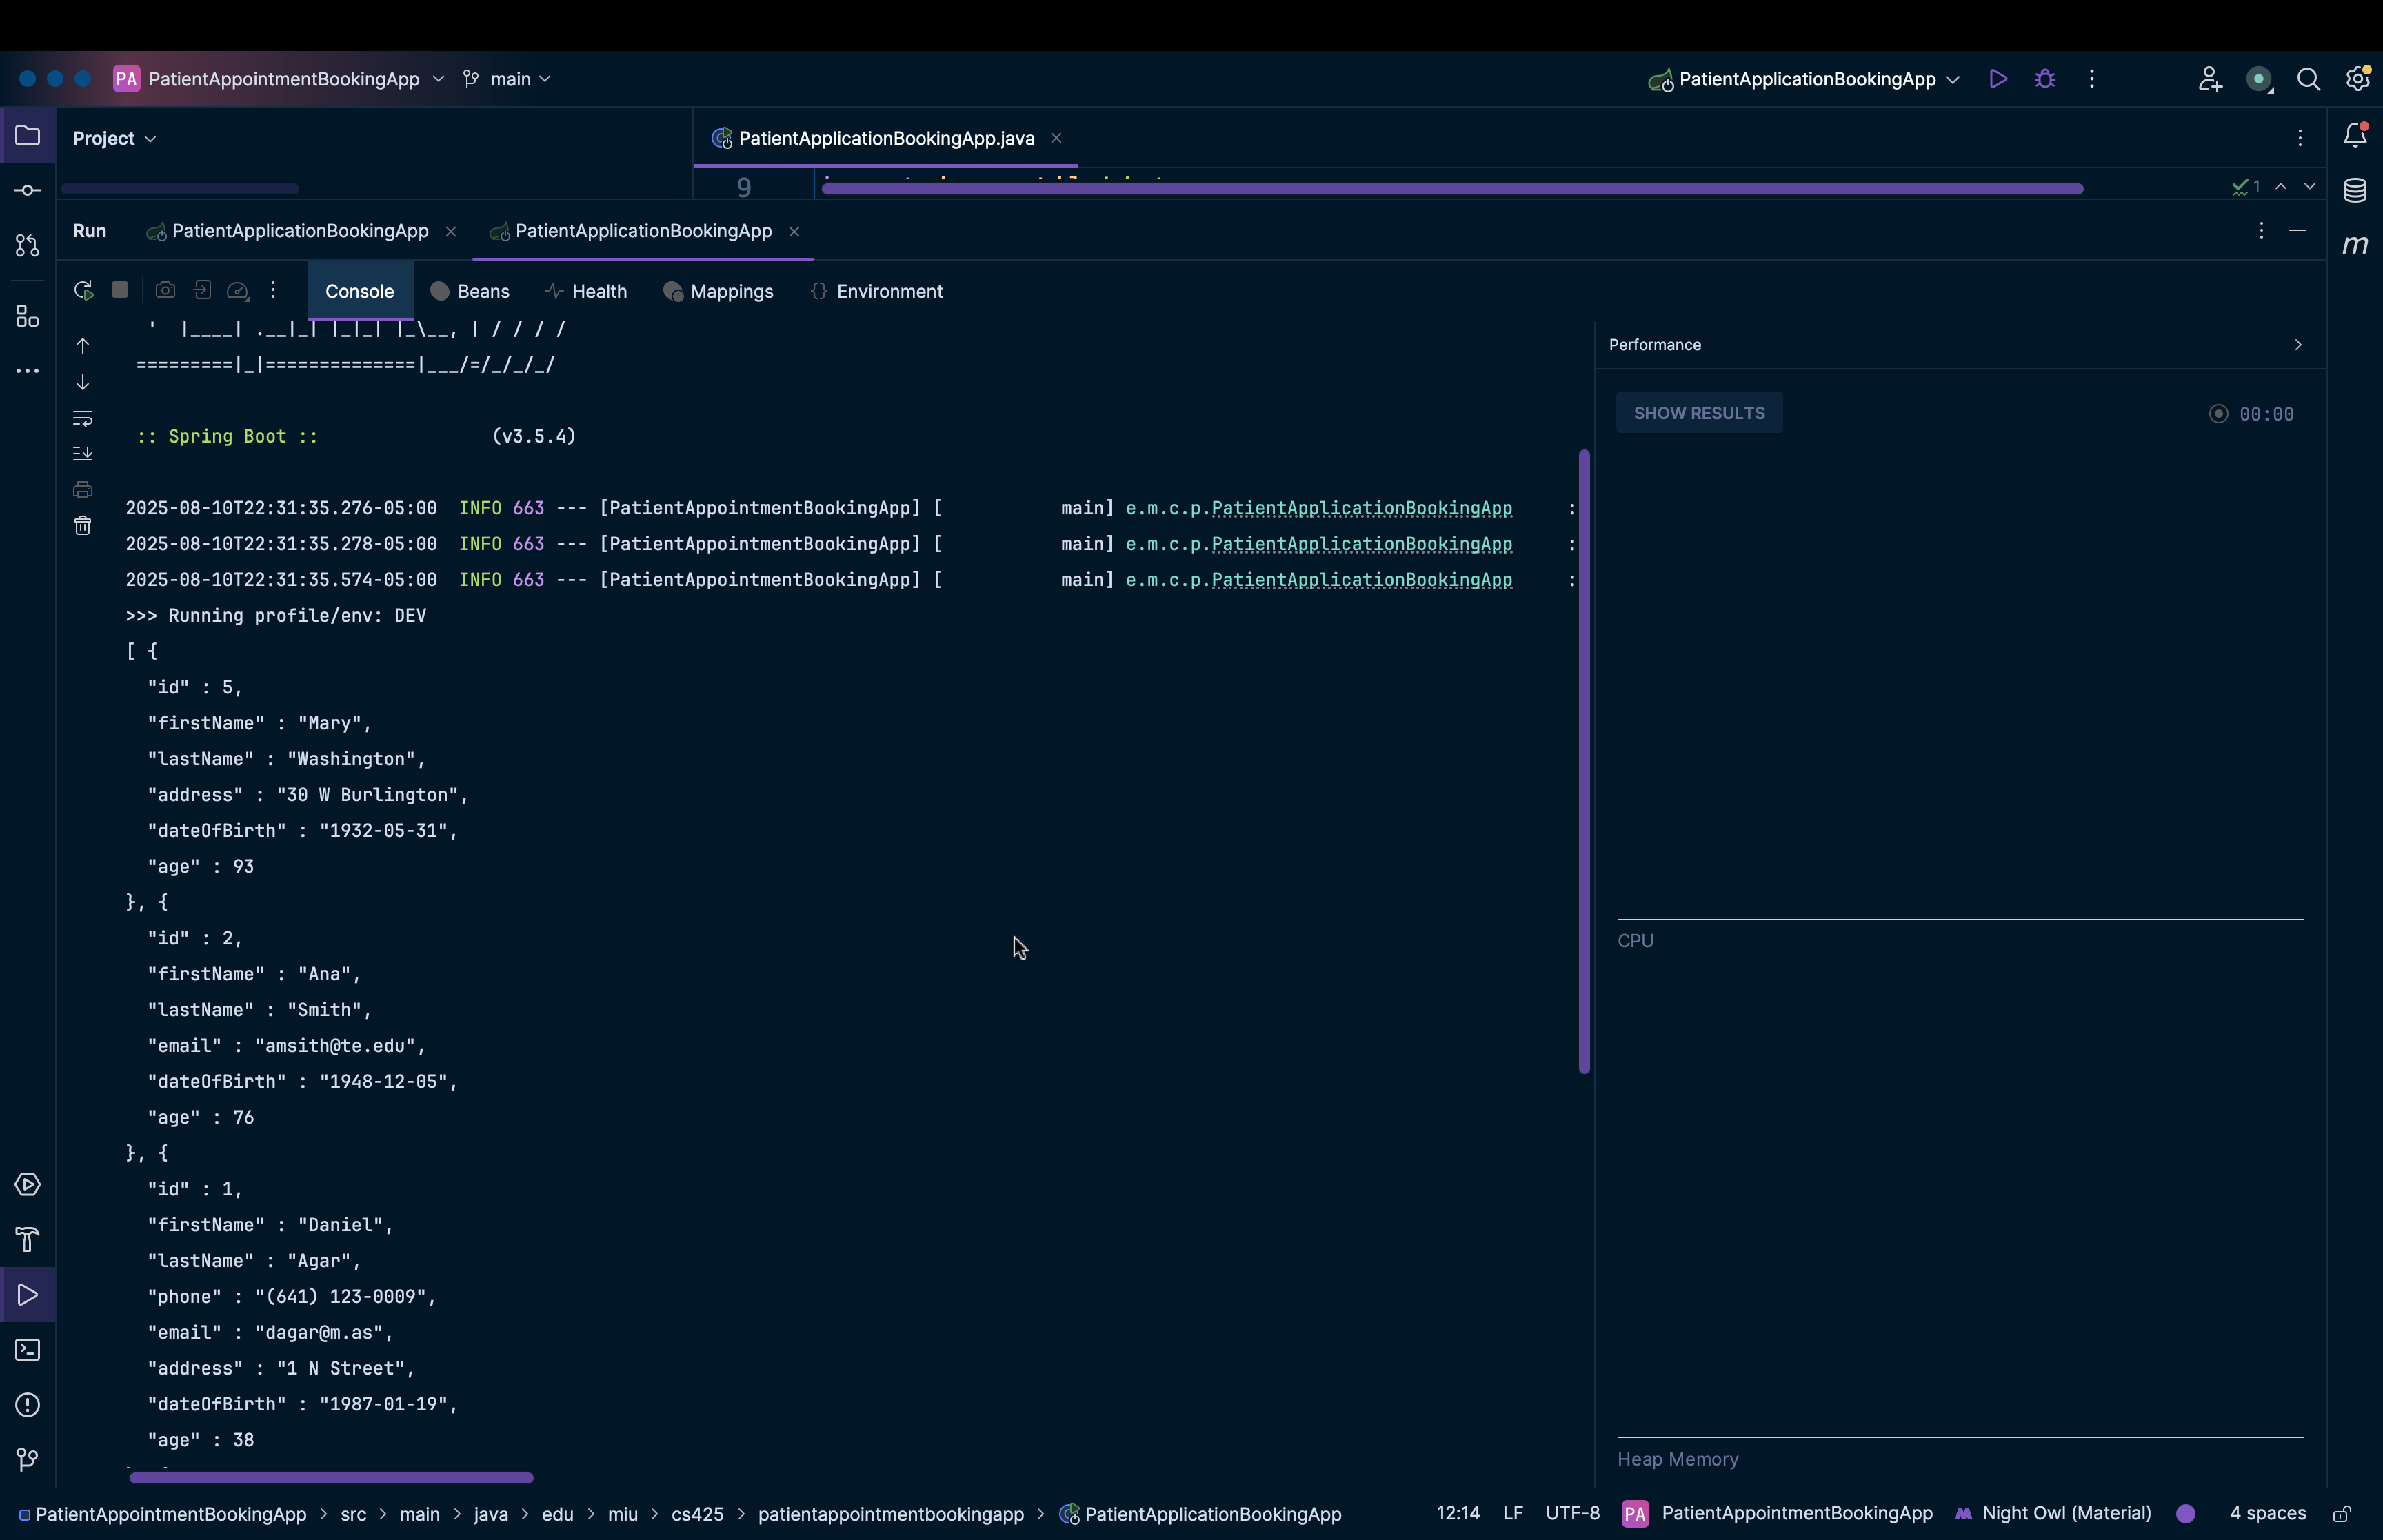 PA PatientAppointmentBookingApp main PatientApplicationBookingApp
Project PatientApplicationBookingApp.java
9 1
Run PatientApplicationBookingApp PatientApplicationBookingApp
Console Beans Health Mappings Environment
'  |____| .__|_| |_|_| |_\__, | / / / /
=========|_|==============|___/=/_/_/_/
Performance
SHOW RESULTS 00:00
:: Spring Boot ::                (v3.5.4)
2025-08-10T22:31:35.276-05:00  INFO 663 --- [PatientAppointmentBookingApp] [           main] e.m.c.p.PatientApplicationBookingApp     :
2025-08-10T22:31:35.278-05:00  INFO 663 --- [PatientAppointmentBookingApp] [           main] e.m.c.p.PatientApplicationBookingApp     :
2025-08-10T22:31:35.574-05:00  INFO 663 --- [PatientAppointmentBookingApp] [           main] e.m.c.p.PatientApplicationBookingApp     :
>>> Running profile/env: DEV
[ {
  "id" : 5,
  "firstName" : "Mary",
  "lastName" : "Washington",
  "address" : "30 W Burlington",
  "dateOfBirth" : "1932-05-31",
  "age" : 93
}, {
  "id" : 2,
  "firstName" : "Ana",
  "lastName" : "Smith",
  "email" : "amsith@te.edu",
  "dateOfBirth" : "1948-12-05",
  "age" : 76
}, {
  "id" : 1,
  "firstName" : "Daniel",
  "lastName" : "Agar",
  "phone" : "(641) 123-0009",
  "email" : "dagar@m.as",
  "address" : "1 N Street",
  "dateOfBirth" : "1987-01-19",
  "age" : 38
CPU
Heap Memory
PatientAppointmentBookingApp > src > main > java > edu > miu > cs425 > patientappointmentbookingapp > PatientApplicationBookingApp 12:14 LF UTF-8 PA PatientAppointmentBookingApp Night Owl (Material) 4 spaces